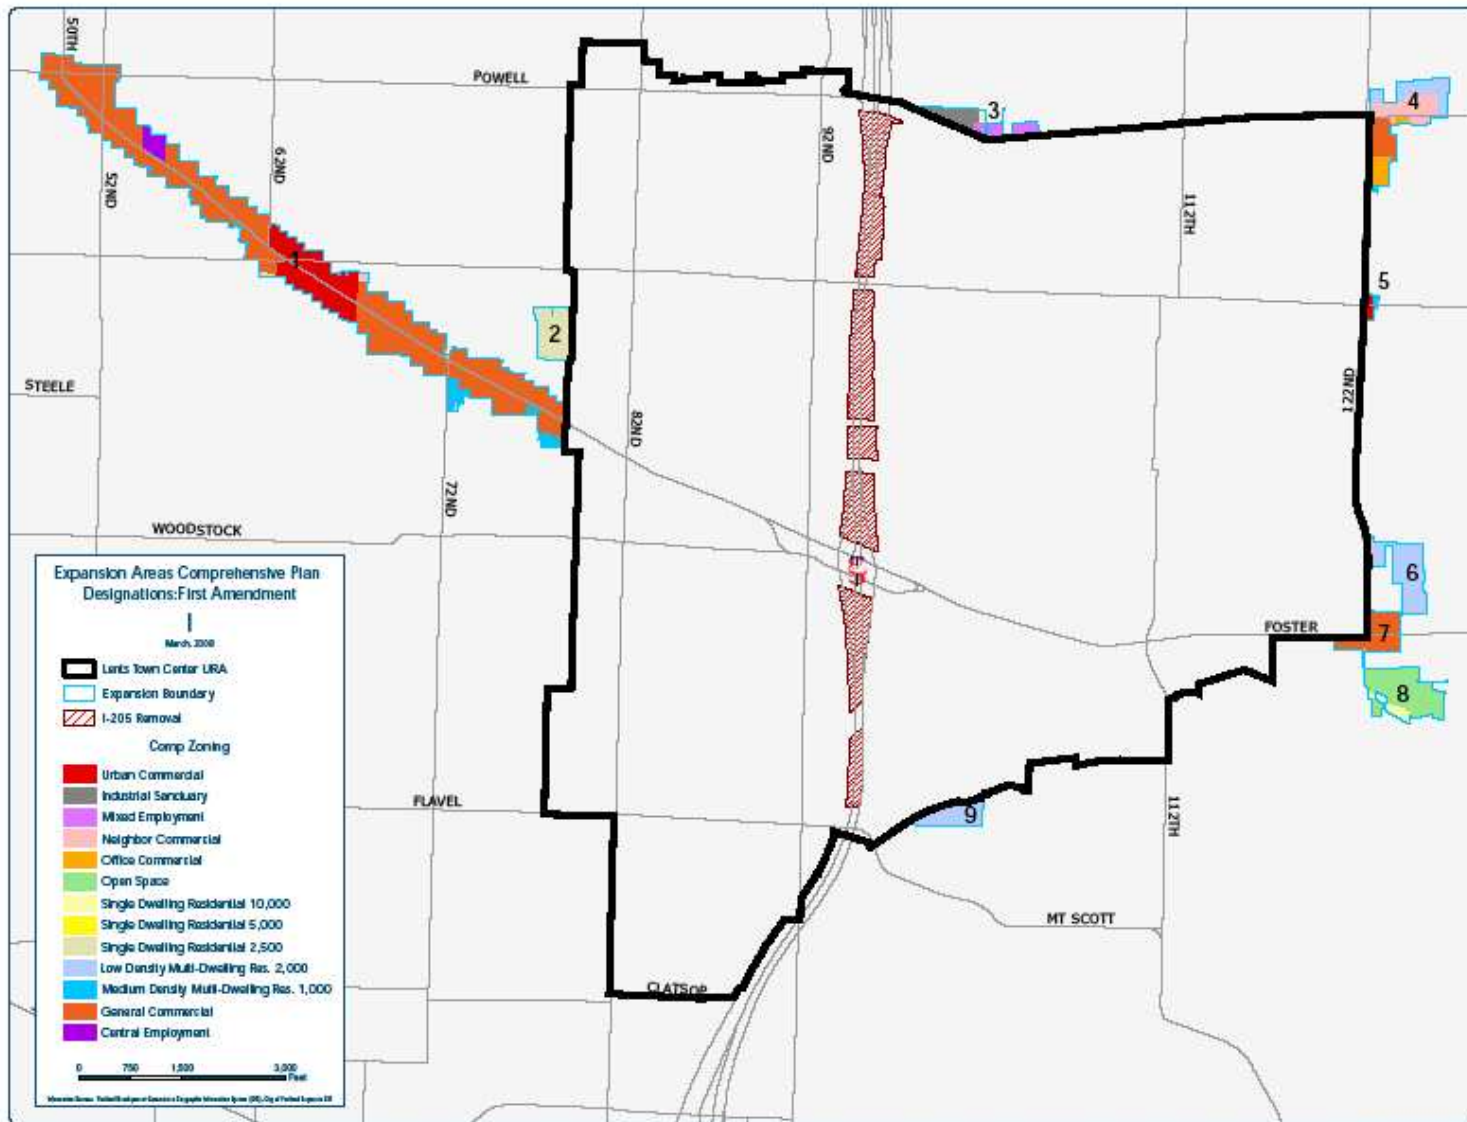 50TH
POWELL
3
4
92ND
62ND
52ND
112TH
1
5
2
STEELE
122ND
82ND
72ND
WOODSTOCK
6
FOSTER
7
8
FLAVEL
9
112TH
MT SCOTT
CLATSOP
Expansion Areas Comprehensive Plan
Designations:First Amendment
Lents Town Center URA
Expansion Boundary
I-205 Removal
Comp Zoning
Urban Commercial
Industrial Sanctuary
Mixed Employment
Neighbor Commercial
Office Commercial
Open Space
Single Dwelling Residential 10,000
Single Dwelling Residential 5,000
Single Dwelling Residential 2,500
Low Density Multi-Dwelling Res. 2,000
Medium Density Multi-Dwelling Res. 1,000
General Commercial
Central Employment
0 750 1,500 3,000
Feet